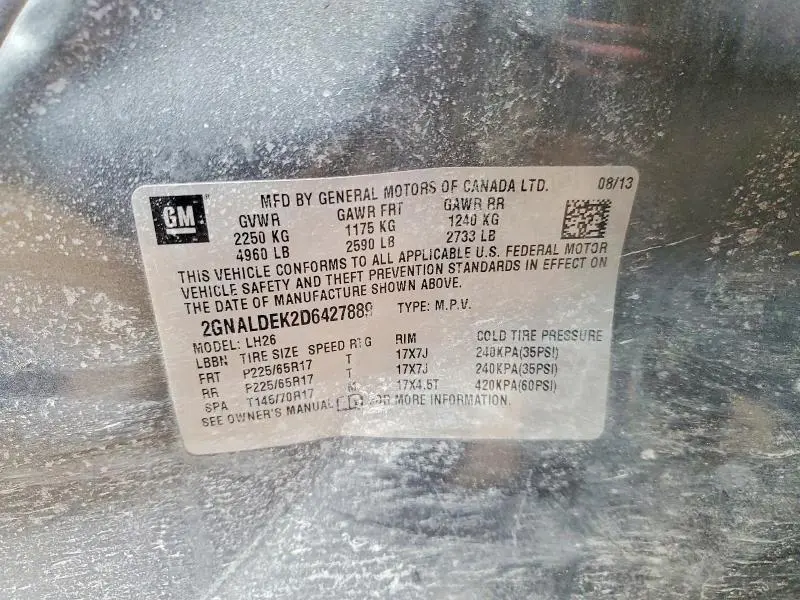 GM
MFD BY GENERAL MOTORS OF CANADA LTD. 08/13
GVWR GAWR FRT GAWR RR
2250 KG 1175 KG 1240 KG
4960 LB 2590 LB 2733 LB
THIS VEHICLE CONFORMS TO ALL APPLICABLE U.S. FEDERAL MOTOR
VEHICLE SAFETY AND THEFT PREVENTION STANDARDS IN EFFECT ON
THE DATE OF MANUFACTURE SHOWN ABOVE.
2GNALDEK2D6427889 TYPE: M.P.V.
MODEL: LH26
LBBN TIRE SIZE SPEED RTG RIM COLD TIRE PRESSURE
FRT P225/65R17 T 17X7J 240KPA(35PSI)
RR P225/65R17 T 17X7J 240KPA(35PSI)
SPA T145/70R17 M 17X4.5T 420KPA(60PSI)
SEE OWNER'S MANUAL FOR MORE INFORMATION.